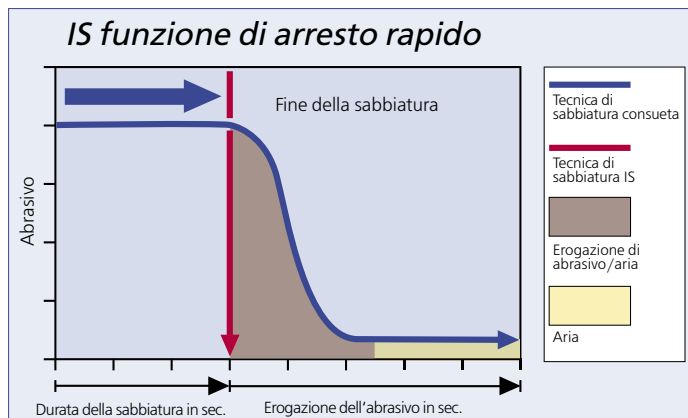 IS funzione di arresto rapido
Fine della sabbiatura
Abrasivo
Durata della sabbiatura in sec.
Erogazione dell'abrasivo in sec.
Tecnica di
sabbiatura consueta
Tecnica di
sabbiatura IS
Erogazione di
abrasivo/aria
Aria